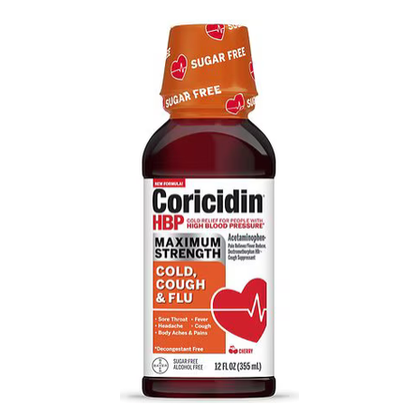 SUGAR FREE
SUGAR FREE
NEW FORMULA!
Coricidin
HBP
COLD RELIEF FOR PEOPLE WITH
HIGH BLOOD PRESSURE*
MAXIMUM
STRENGTH
Acetaminophen-
Pain Reliever/Fever Reducer,
Dextromethorphan HBr-
Cough Suppressant
COLD,
COUGH
& FLU
• Sore Throat • Fever
• Headache • Cough
• Body Aches & Pains
*Decongestant Free
CHERRY
BAYER
SUGAR FREE
ALCOHOL FREE
12 FL OZ (355 mL)